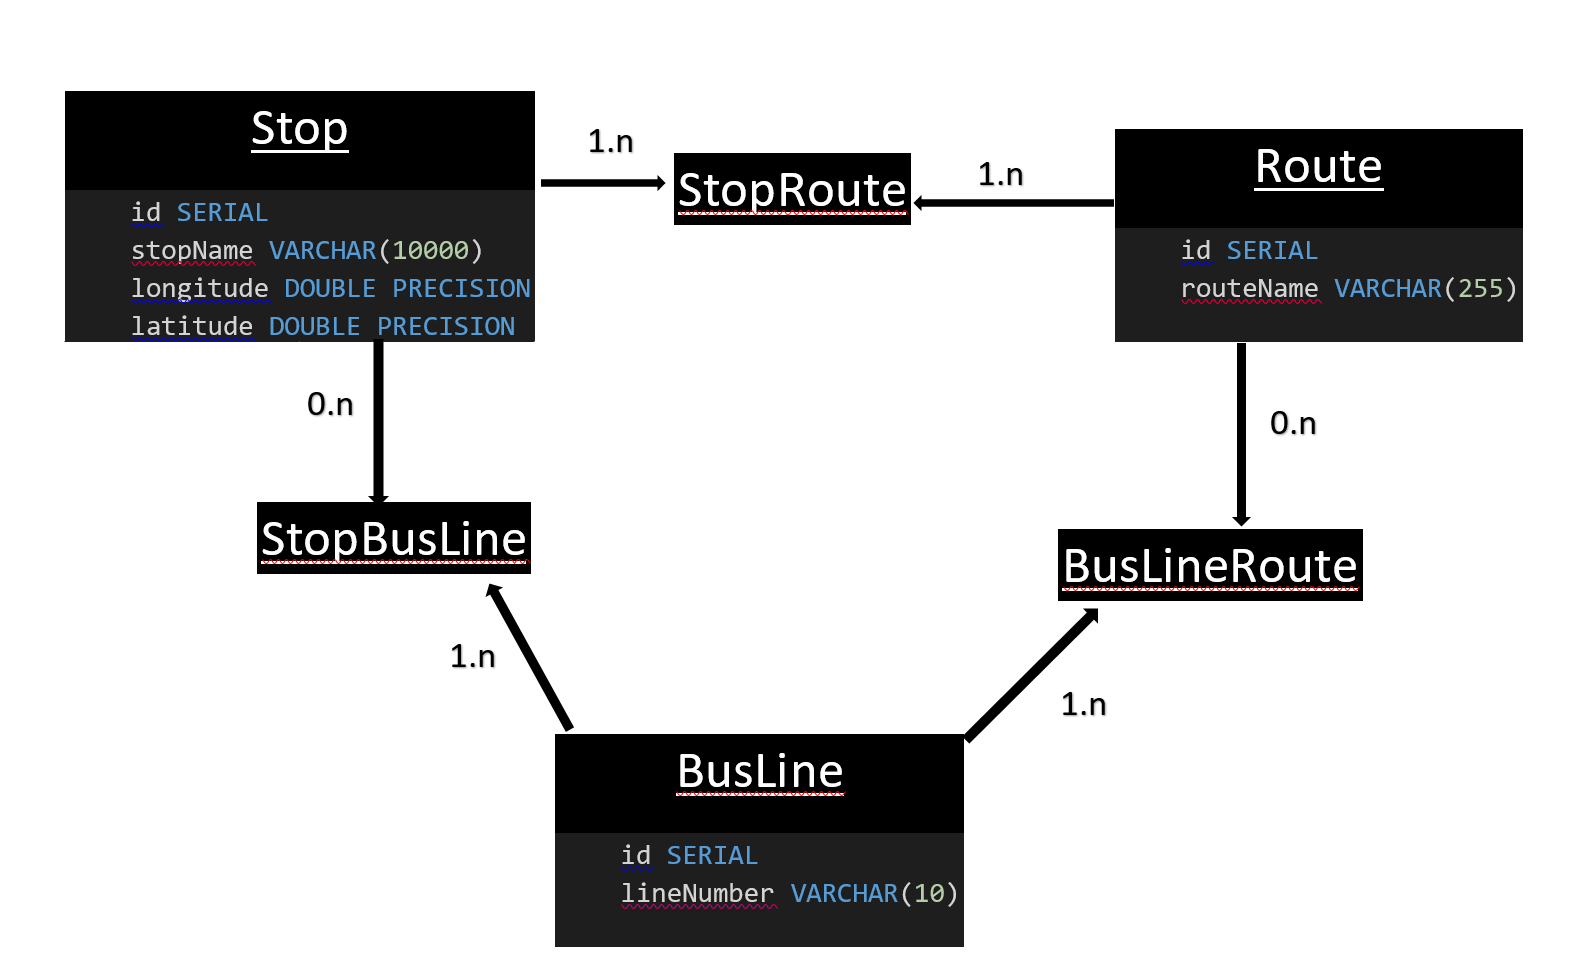 Stop
id SERIAL
stopName VARCHAR(10000)
longitude DOUBLE PRECISION
latitude DOUBLE PRECISION
1.n
StopRoute
1.n
Route
id SERIAL
routeName VARCHAR(255)
0.n
0.n
StopBusLine
BusLineRoute
1.n
1.n
BusLine
id SERIAL
lineNumber VARCHAR(10)